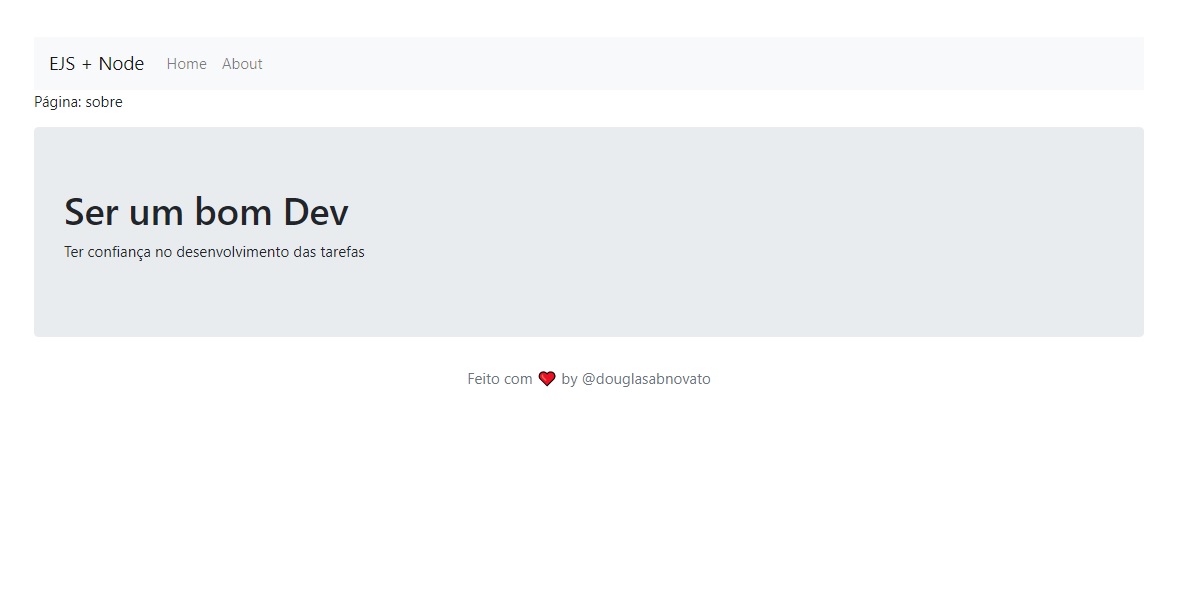 EJS + Node Home About
Página: sobre
Ser um bom Dev
Ter confiança no desenvolvimento das tarefas
Feito com ❤ by @douglasabnovato